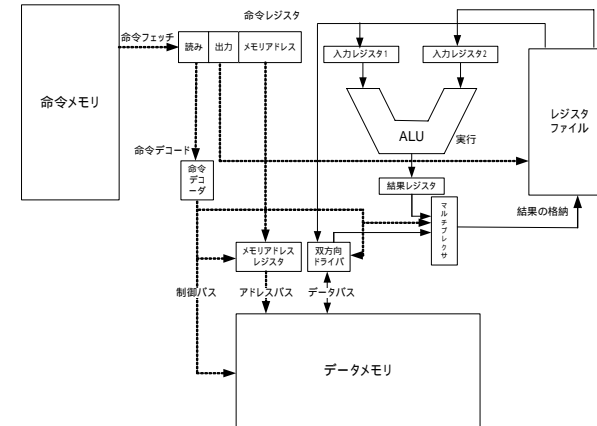 命令レジスタ
命令フェッチ
読み 出力 メモリアドレス
入力レジスタ1 入力レジスタ2
命令メモリ
レジスタ
ファイル
ALU
実行
命令デコード
命令
デコ
ーダ
結果レジスタ
マルチプレクサ
結果の格納
メモリアドレス
レジスタ
双方向
ドライバ
制御バス アドレスバス データバス
データメモリ